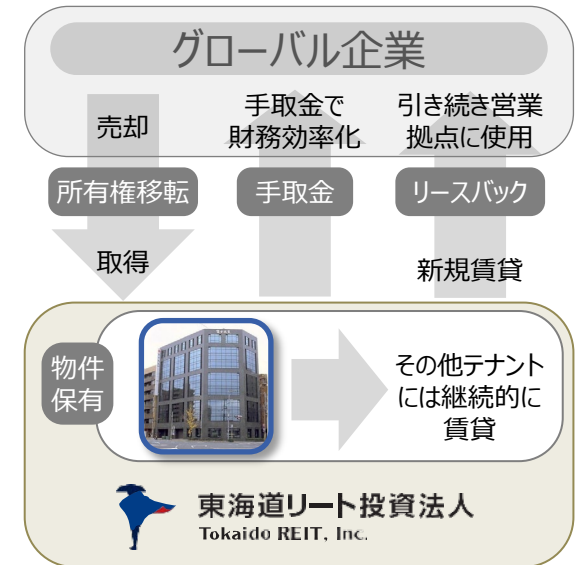 グローバル企業
売却
手取金で
財務効率化
引き続き営業
拠点に使用
所有権移転
手取金
リースバック
取得
新規賃貸
物件
保有
その他テナント
には継続的に
賃貸
東海道リート投資法人
Tokaido REIT, Inc.